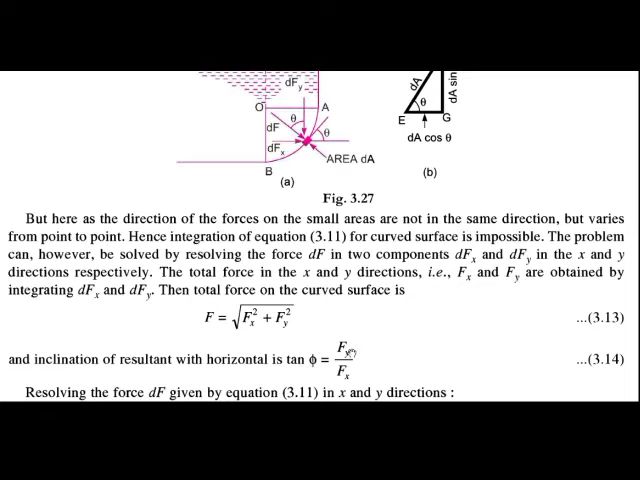 dF_y
dA
dA sin
O
A
θ
θ
dF
θ
E
G
dF_x
dA cos θ
AREA dA
B
(a)
(b)
Fig. 3.27
But here as the direction of the forces on the small areas are not in the same direction, but varies
from point to point. Hence integration of equation (3.11) for curved surface is impossible. The problem
can, however, be solved by resolving the force dF in two components dF_x and dF_y in the x and y
directions respectively. The total force in the x and y directions, i.e., F_x and F_y are obtained by
integrating dF_x and dF_y. Then total force on the curved surface is
F = √(F_x² + F_y²) ...(3.13)
and inclination of resultant with horizontal is tan ϕ = F_y / F_x ...(3.14)
Resolving the force dF given by equation (3.11) in x and y directions :